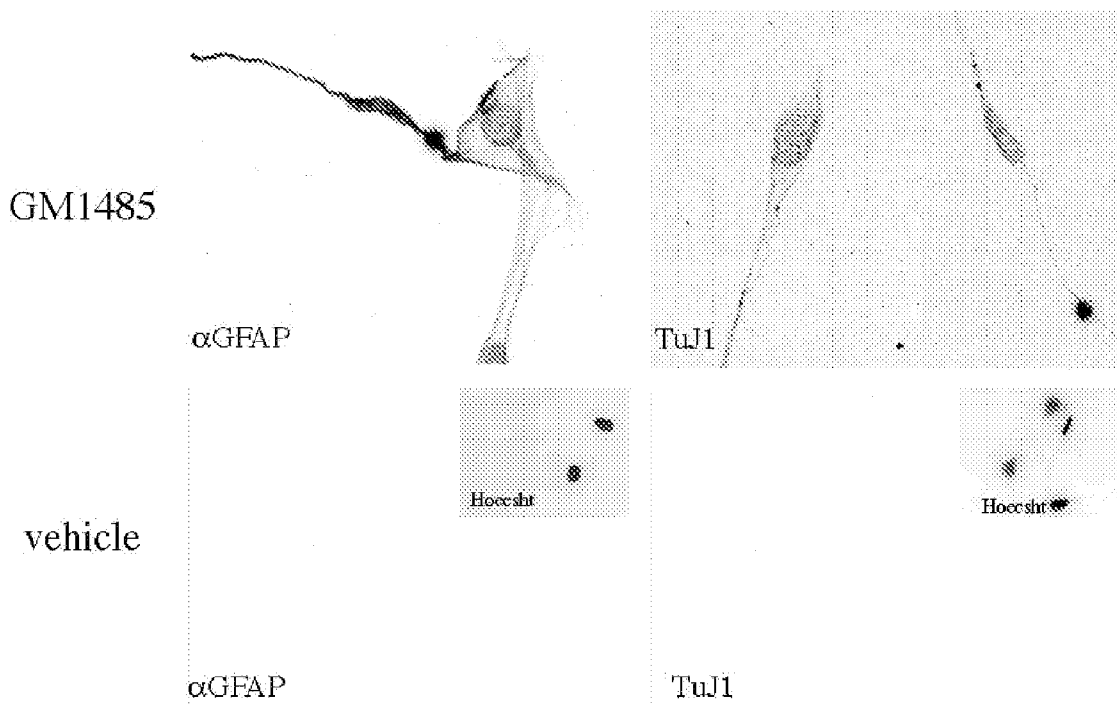 GM1485
αGFAP
TuJ1
Hoecsht
Hoecsht
vehicle
αGFAP
TuJ1